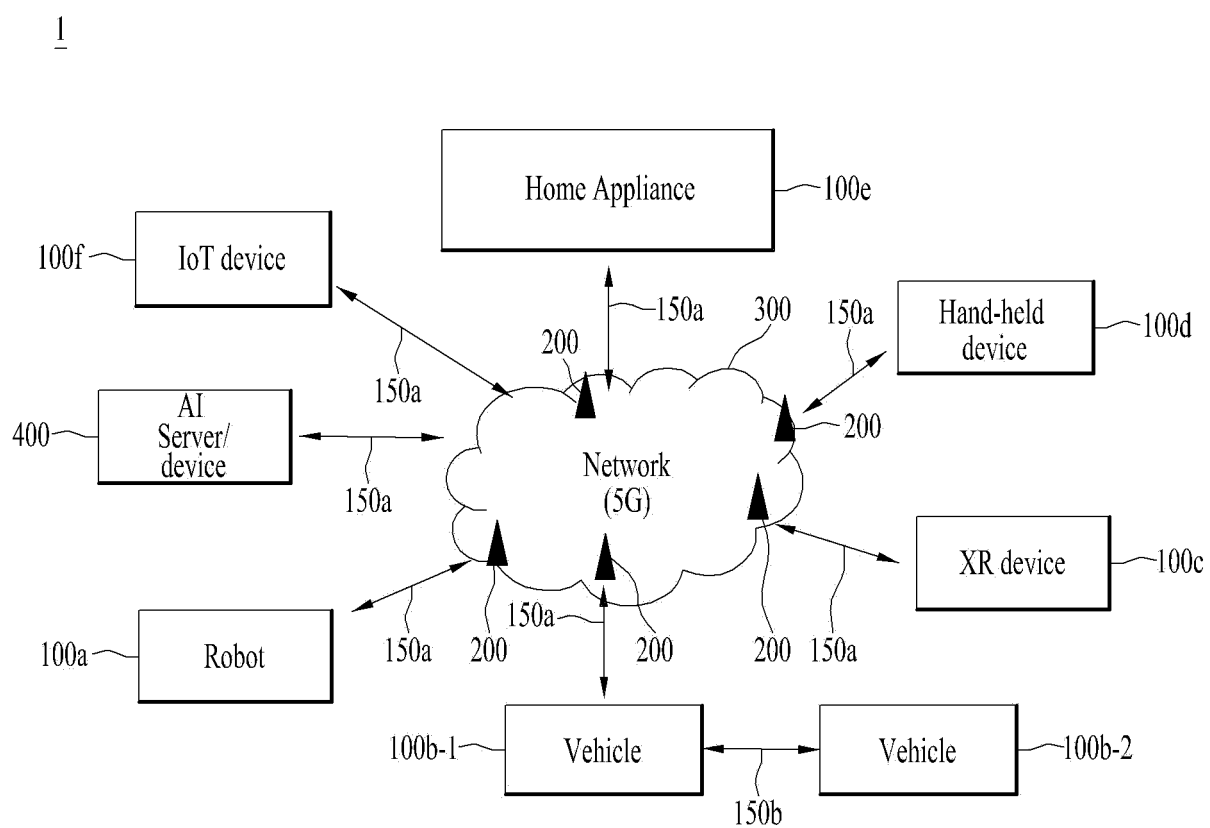 1
Home Appliance
100e
IoT device
100f
150a
300
150a
Hand-held
device
100d
200
150a
AI
Server/
device
400
150a
200
Network
(5G)
XR device
100c
150a
200
150a
200
150a
200
Robot
100a
Vehicle
100b-1
150b
Vehicle
100b-2